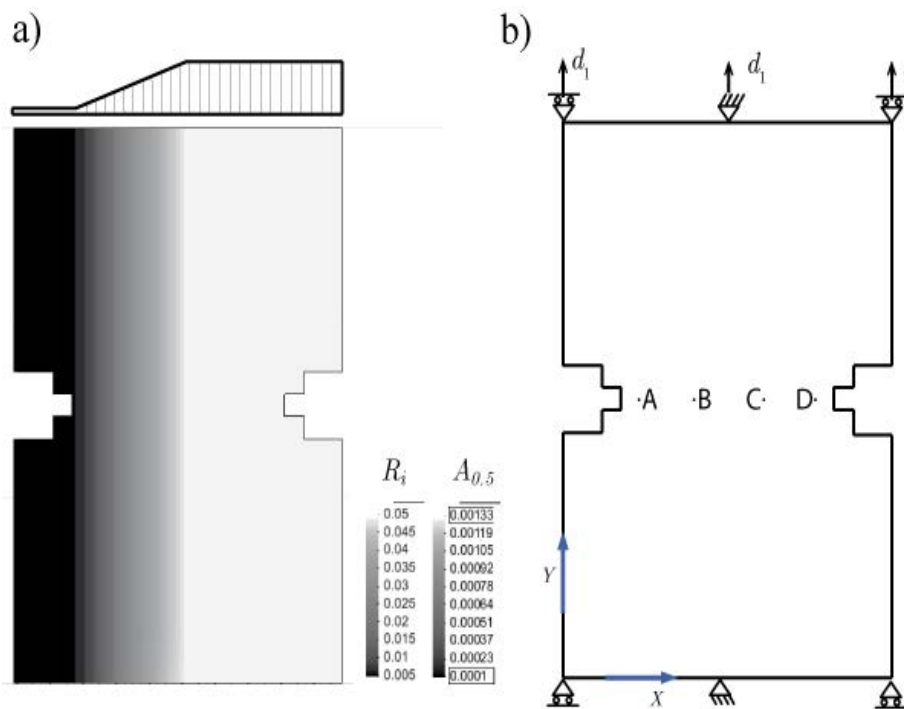 a)
b)
d₁
d₁
A
B
C
D
Rᵢ
A₀.₅
0.05
0.045
0.04
0.035
0.03
0.025
0.02
0.015
0.01
0.005
0.00133
0.00119
0.00105
0.00092
0.00078
0.00064
0.00051
0.00037
0.00023
0.0001
Y
X